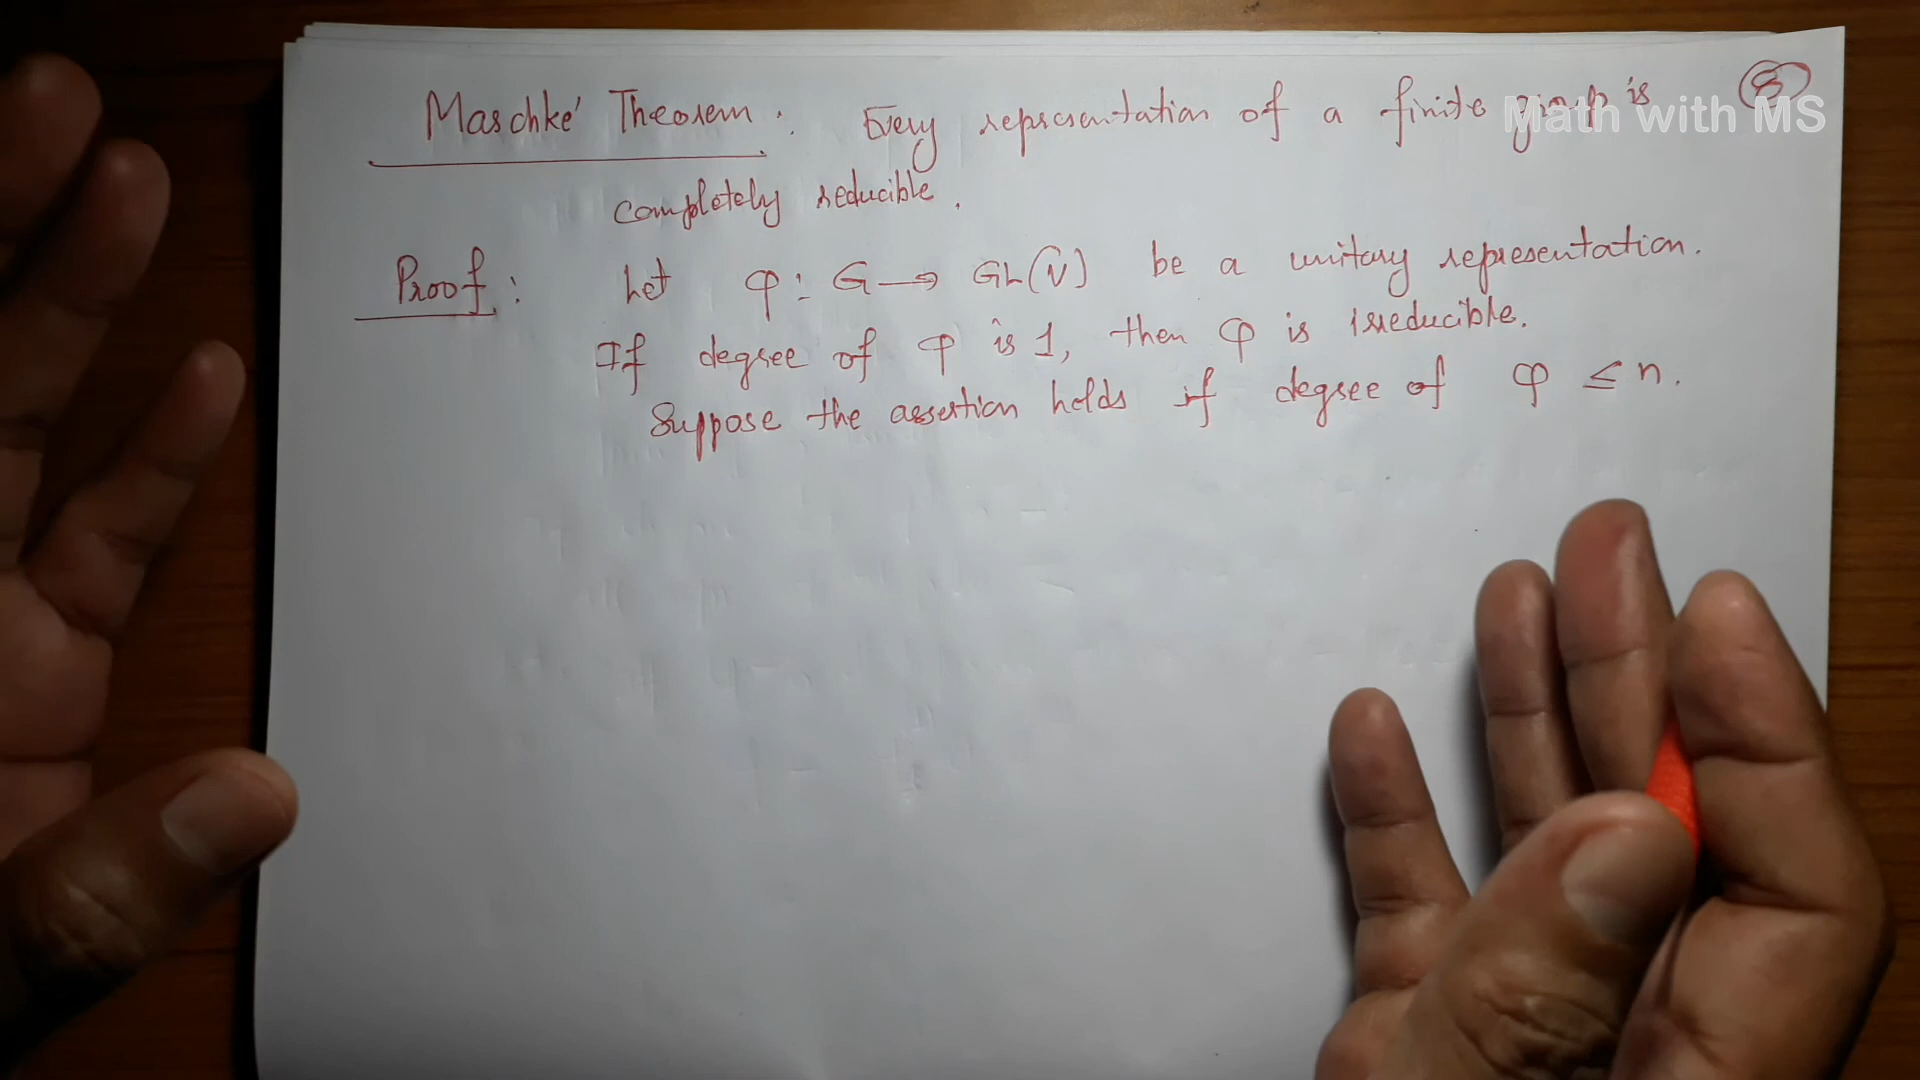 Maschke' Theorem : Every representation of a finite group is
8
Math with MS
completely reducible.
Proof : Let φ : G → GL(V) be a unitary representation.
If degree of φ is 1, then φ is irreducible.
Suppose the assertion holds if degree of φ ≤ n.